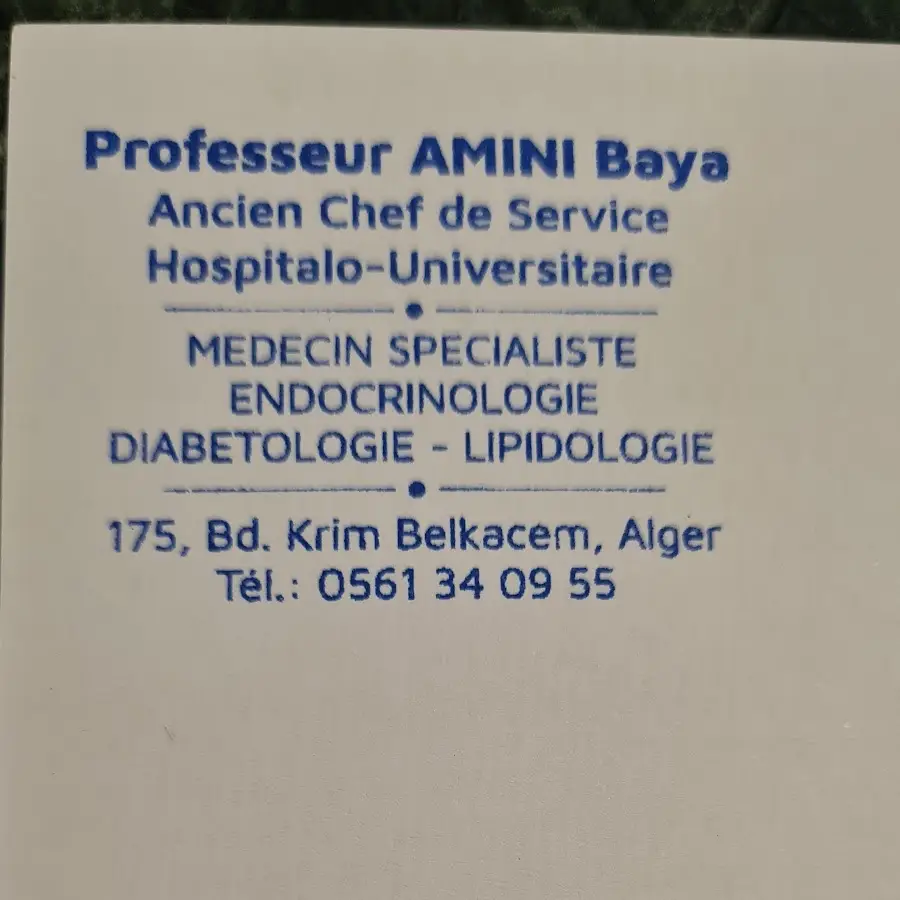 Professeur AMINI Baya
Ancien Chef de Service
Hospitalo-Universitaire
MEDECIN SPECIALISTE
ENDOCRINOLOGIE
DIABETOLOGIE - LIPIDOLOGIE
175, Bd. Krim Belkacem, Alger
Tél.: 0561 34 09 55